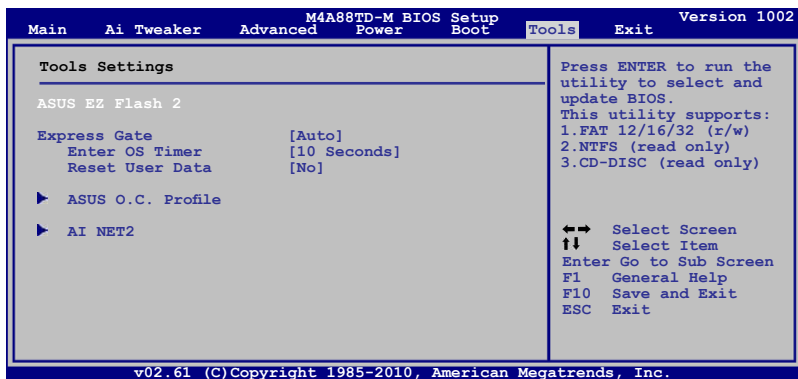 M4A88TD-M BIOS Setup Version 1002
Main Ai Tweaker Advanced Power Boot Tools Exit
Tools Settings
ASUS EZ Flash 2
Express Gate [Auto]
Enter OS Timer [10 Seconds]
Reset User Data [No]
ASUS O.C. Profile
AI NET2
Press ENTER to run the
utility to select and
update BIOS.
This utility supports:
1.FAT 12/16/32 (r/w)
2.NTFS (read only)
3.CD-DISC (read only)
←→ Select Screen
↑↓ Select Item
Enter Go to Sub Screen
F1 General Help
F10 Save and Exit
ESC Exit
v02.61 (C)Copyright 1985-2010, American Megatrends, Inc.